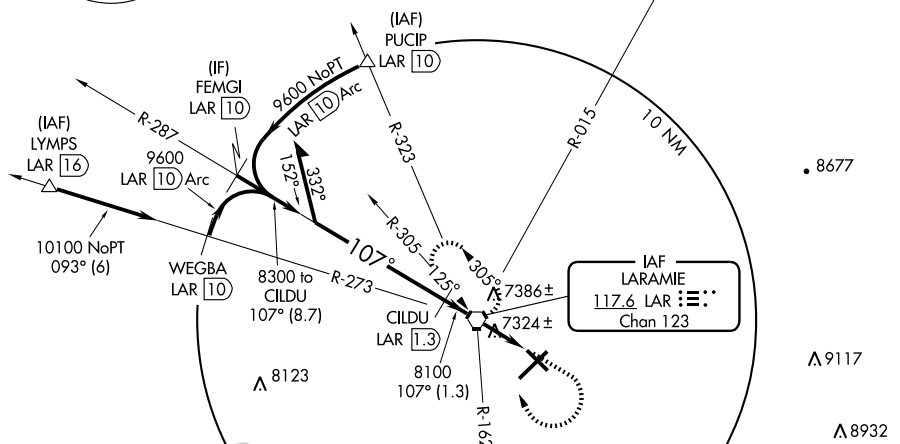 (IAF)
PUCIP
LAR 10
(IF)
FEMGI
LAR 10
9600 NoPT
LAR 10 Arc
R-015
10 NM
R-287
R-323
(IAF)
LYMPS
LAR 16
9600
LAR 10 Arc
152°
332°
8677
R-305
10100 NoPT
093° (6)
107°
305°
125°
WEGBA
LAR 10
8300 to
CILDU
107° (8.7)
R-273
7386±
IAF
LARAMIE
117.6 LAR
Chan 123
CILDU
LAR 1.3
7324±
8100
107° (1.3)
9117
8123
R-162
8932